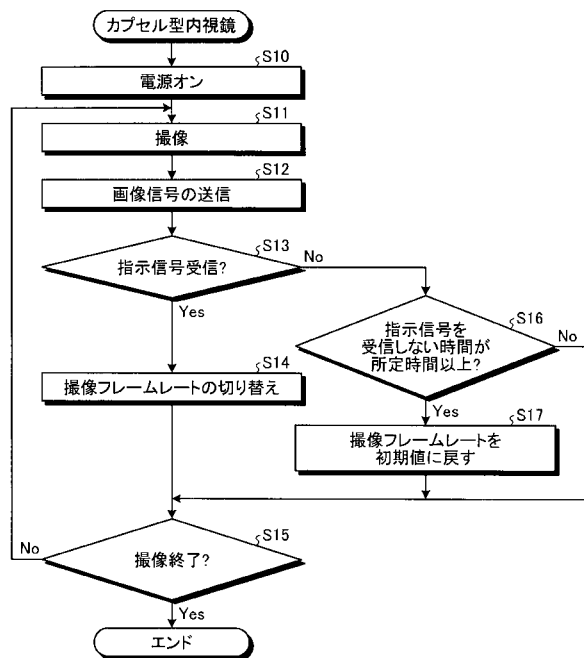 カプセル型内視鏡
S10
電源オン
S11
撮像
S12
画像信号の送信
S13
指示信号受信?
No
Yes
S16
指示信号を
受信しない時間が
所定時間以上?
No
Yes
S14
撮像フレームレートの切り替え
S17
撮像フレームレートを
初期値に戻す
S15
撮像終了?
No
Yes
エンド